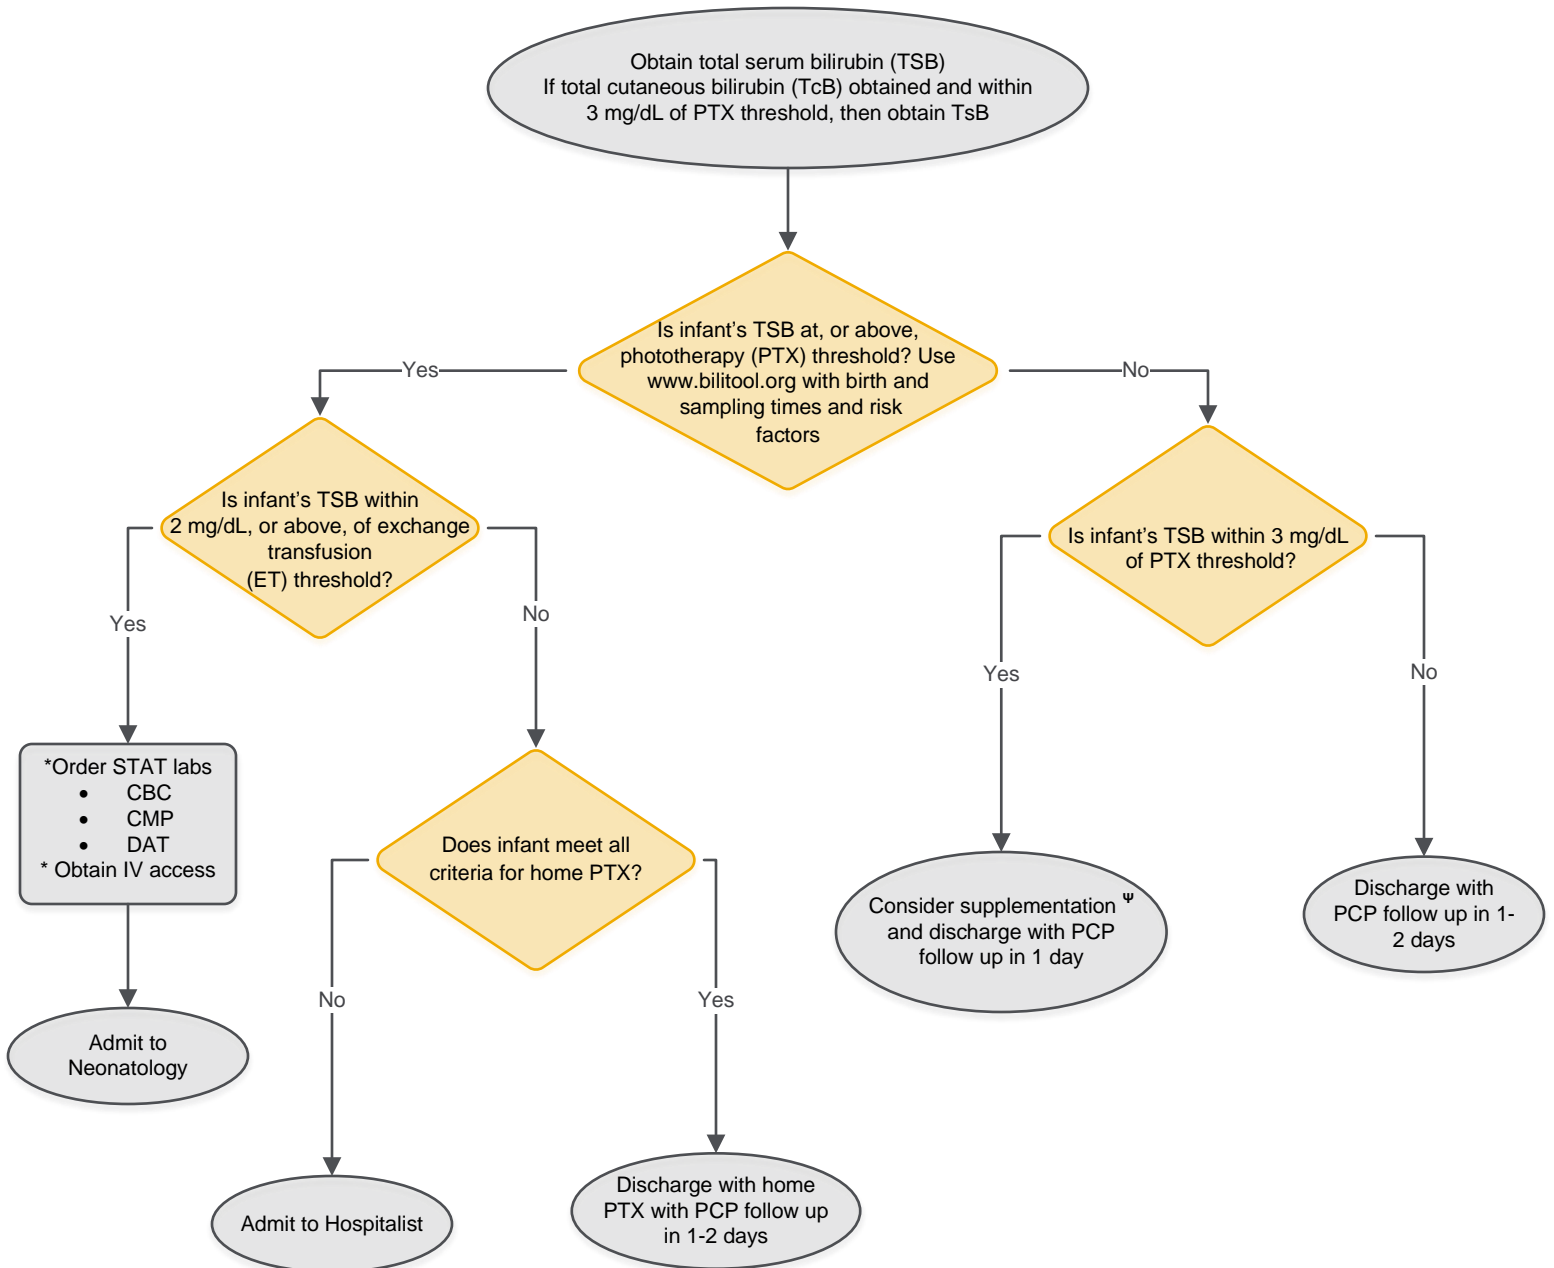 Obtain total serum bilirubin (TSB)
If total cutaneous bilirubin (TcB) obtained and within
3 mg/dL of PTX threshold, then obtain TsB
Is infant’s TSB at, or above,
phototherapy (PTX) threshold? Use
www.bilitool.org with birth and
sampling times and risk
factors
Yes
No
Is infant’s TSB within
2 mg/dL, or above, of exchange
transfusion
(ET) threshold?
Is infant’s TSB within 3 mg/dL
of PTX threshold?
Yes
No
Yes
No
*Order STAT labs
• CBC
• CMP
• DAT
* Obtain IV access
Does infant meet all
criteria for home PTX?
Consider supplementation Ψ
and discharge with PCP
follow up in 1 day
Discharge with
PCP follow up in 1-
2 days
No
Yes
Admit to
Neonatology
Admit to Hospitalist
Discharge with home
PTX with PCP follow up
in 1-2 days